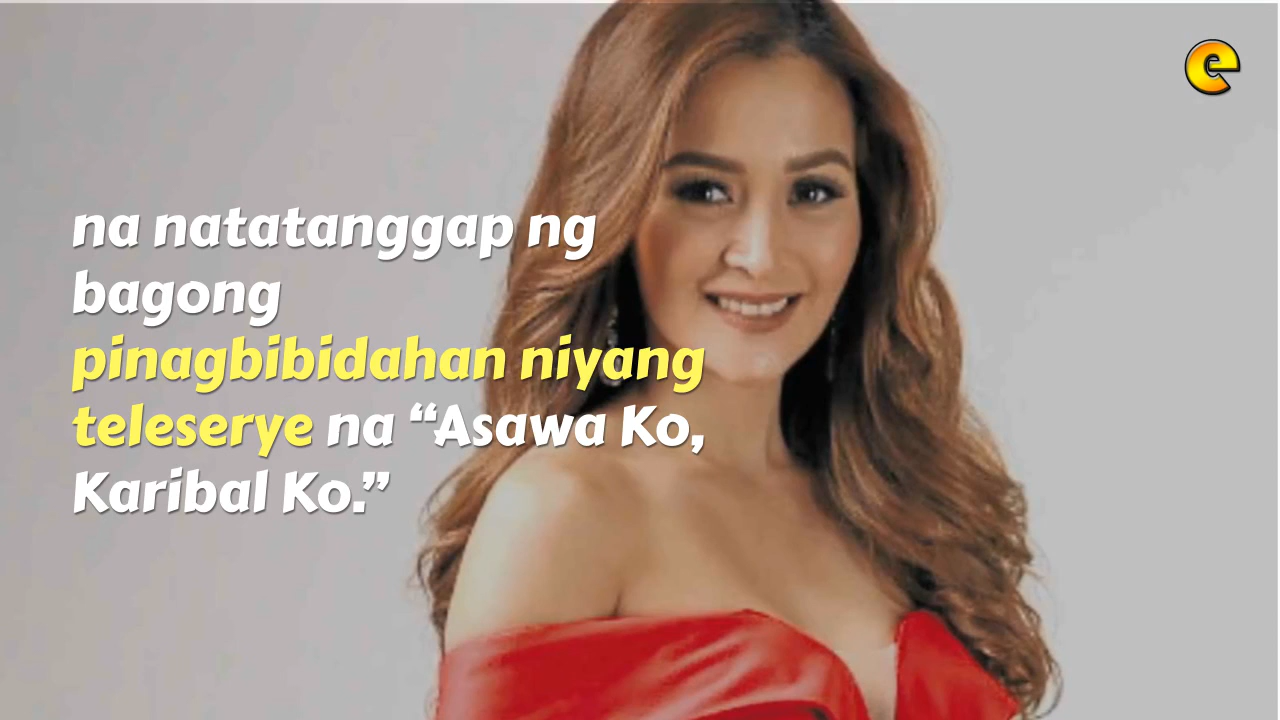 na natatanggap ng
bagong
pinagbibidahan niyang
teleserye na “Asawa Ko,
Karibal Ko.”
e